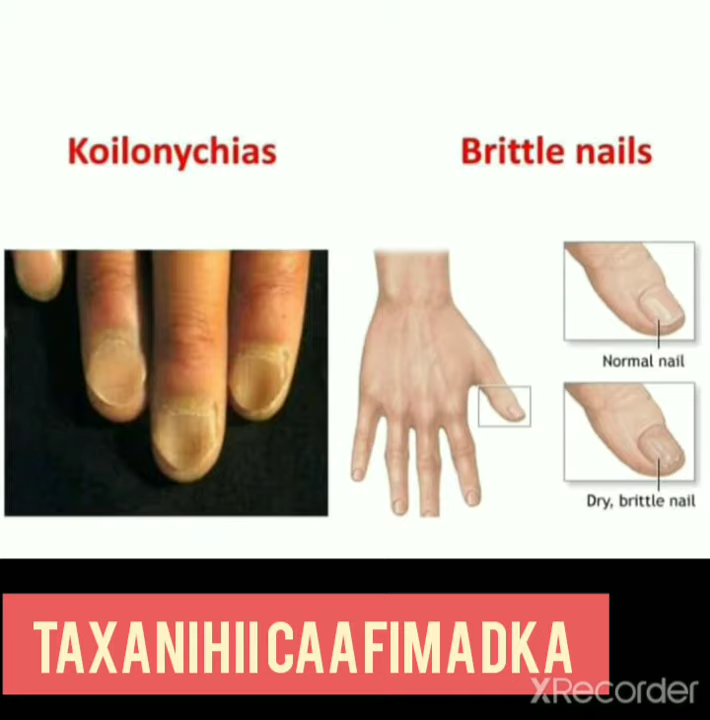 Koilonychias
Brittle nails
Normal nail
Dry, brittle nail
TAXANIHII CAAFIMADKA
XRecorder